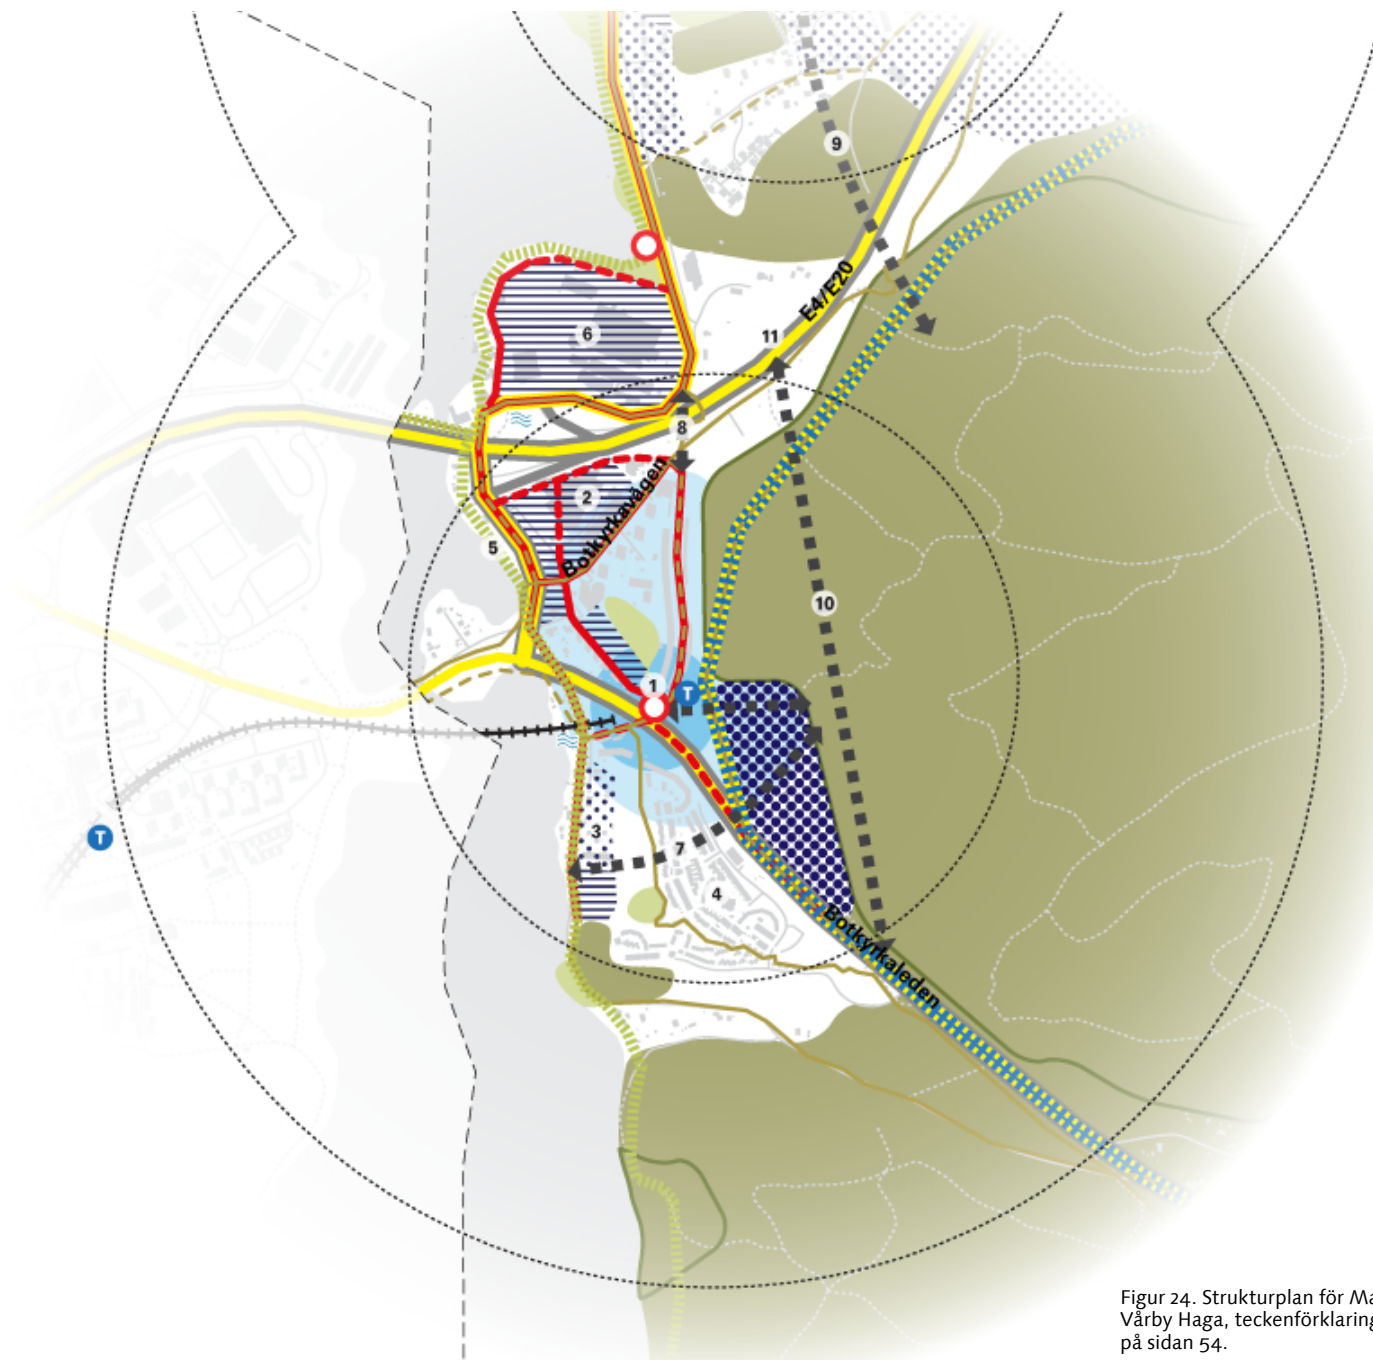 9
E4/E20
11
6
8
2
Botkyrkavägen
5
10
1
T
T
3
7
4
Botkyrkaleden
Figur 24. Strukturplan för
Vårby Haga, teckenförklaring
på sidan 54.